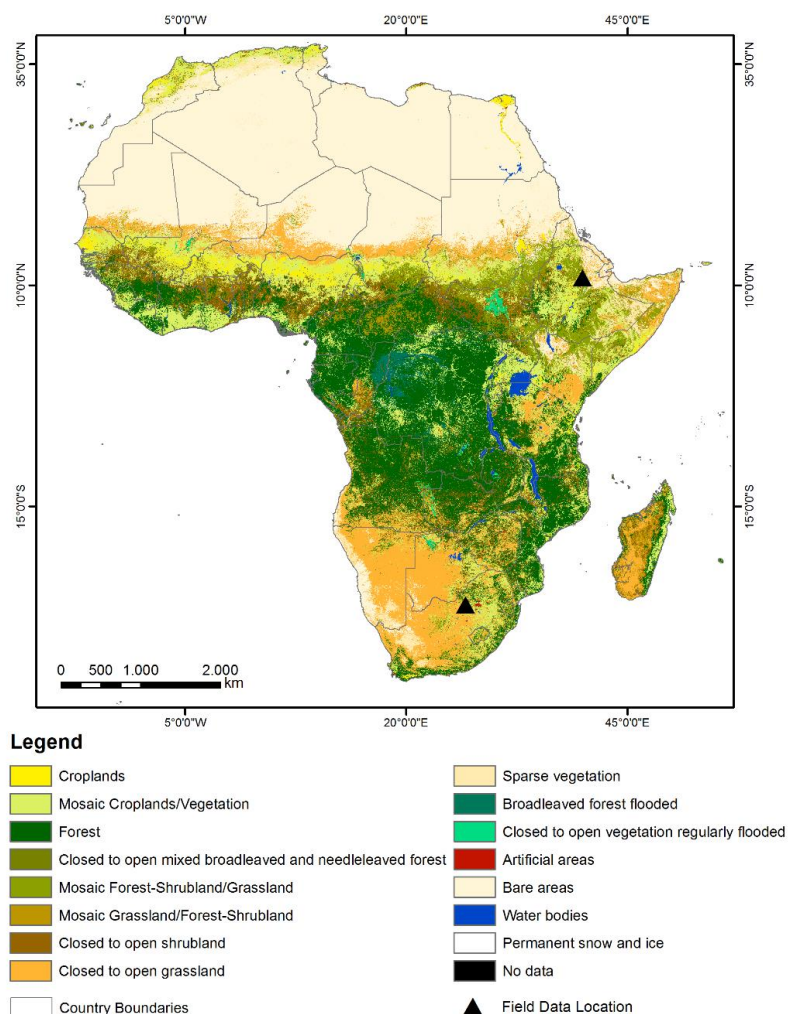 5°0'0"W 20°0'0"E 45°0'0"E
35°0'0"N 35°0'0"N
10°0'0"N 10°0'0"N
15°0'0"S 15°0'0"S
0 500 1.000 2.000
km
5°0'0"W 20°0'0"E 45°0'0"E
Legend
Croplands
Mosaic Croplands/Vegetation
Forest
Closed to open mixed broadleaved and needleleaved forest
Mosaic Forest-Shrubland/Grassland
Mosaic Grassland/Forest-Shrubland
Closed to open shrubland
Closed to open grassland
Country Boundaries
Sparse vegetation
Broadleaved forest flooded
Closed to open vegetation regularly flooded
Artificial areas
Bare areas
Water bodies
Permanent snow and ice
No data
Field Data Location